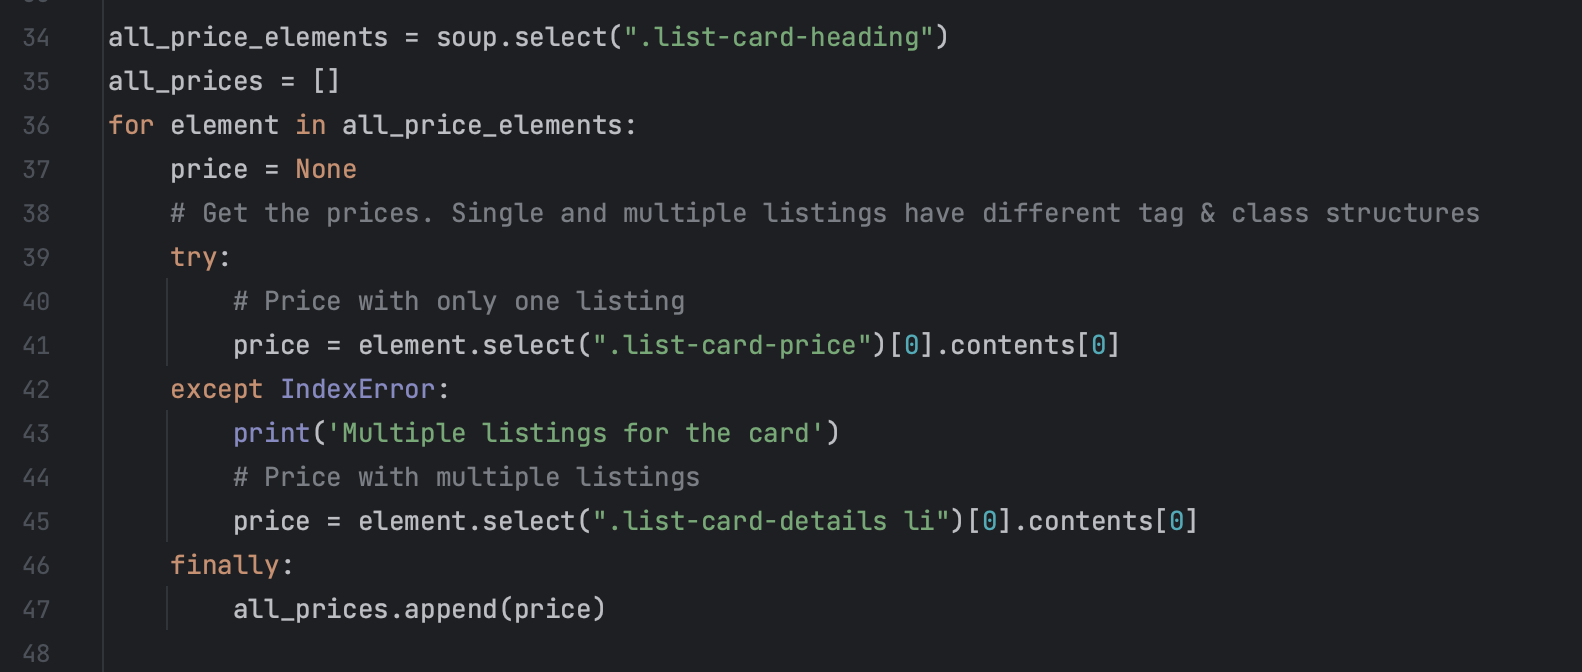 34 all_price_elements = soup.select(".list-card-heading")
35 all_prices = []
36 for element in all_price_elements:
37     price = None
38     # Get the prices. Single and multiple listings have different tag & class structures
39     try:
40         # Price with only one listing
41         price = element.select(".list-card-price")[0].contents[0]
42     except IndexError:
43         print('Multiple listings for the card')
44         # Price with multiple listings
45         price = element.select(".list-card-details li")[0].contents[0]
46     finally:
47         all_prices.append(price)
48